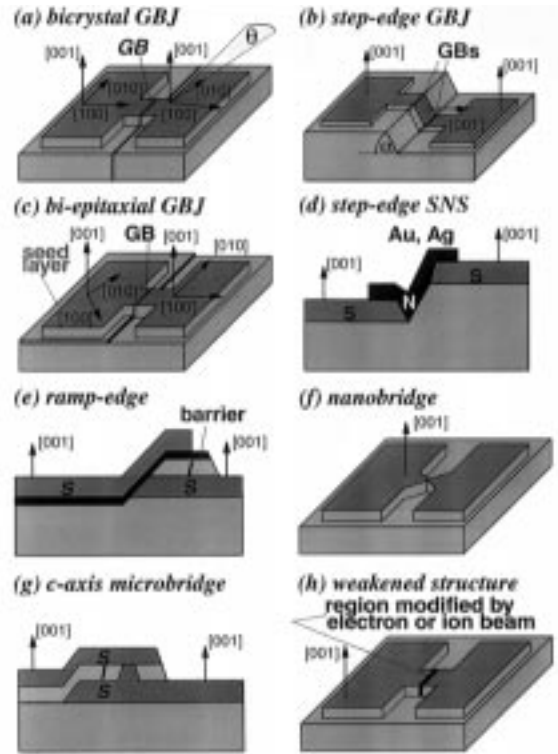 (a) bicrystal GBJ
GB
θ
[001]
[001]
[010]
[010]
[100]
[100]
(b) step-edge GBJ
GBs
[001]
[001]
[001]
α
(c) bi-epitaxial GBJ
seed
layer
GB
[001]
[001]
[010]
[010]
[100]
[100]
(d) step-edge SNS
Au, Ag
[001]
[001]
N
S
S
(e) ramp-edge
barrier
[001]
[001]
S
S
(f) nanobridge
[001]
(g) c-axis microbridge
[001]
[001]
S
S
(h) weakened structure
region modified by
electron or ion beam
[001]